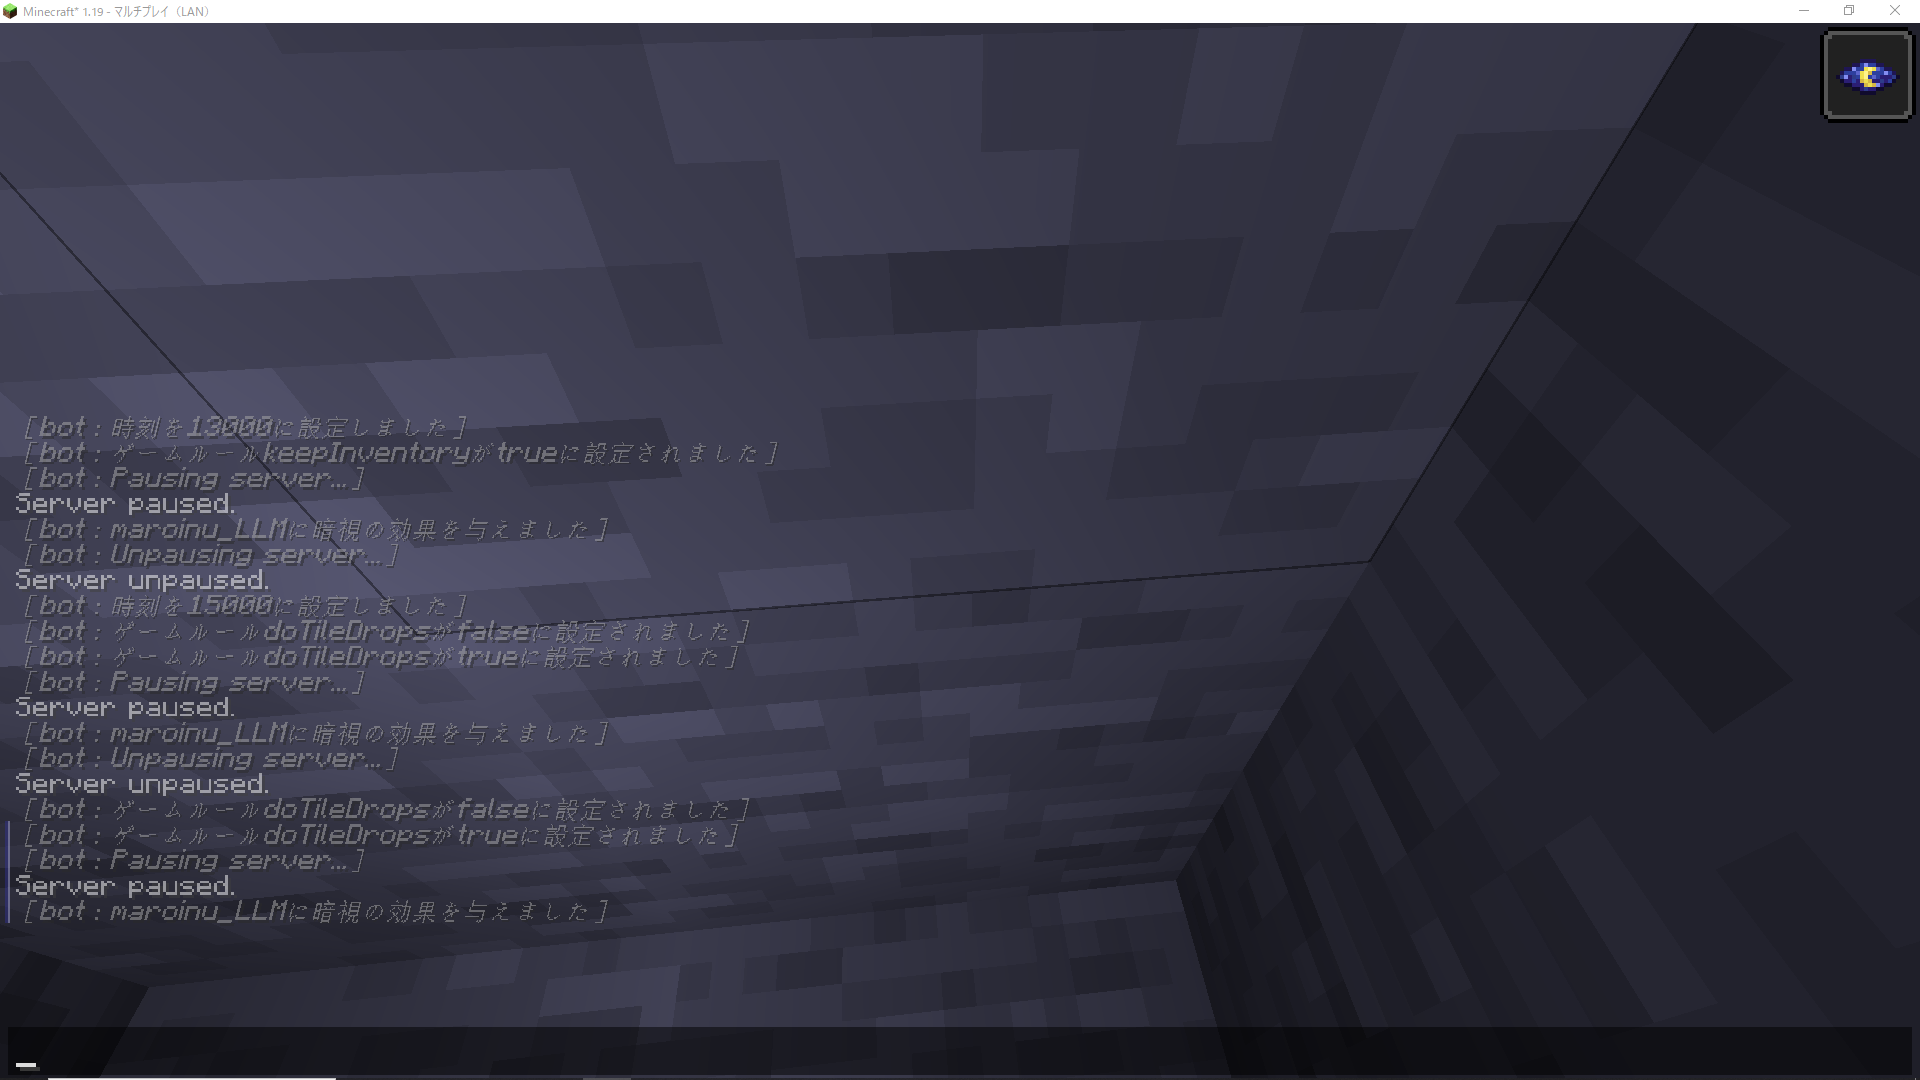 Minecraft* 1.19 - マルチプレイ（LAN）
[bot: 時刻を13000に設定しました]
[bot: ゲームルールkeepInventoryがtrueに設定されました]
[bot: Pausing server...]
Server paused.
[bot: maroinu_LLMに暗視の効果を与えました]
[bot: Unpausing server...]
Server unpaused.
[bot: 時刻を15000に設定しました]
[bot: ゲームルールdoTileDropsがfalseに設定されました]
[bot: ゲームルールdoTileDropsがtrueに設定されました]
[bot: Pausing server...]
Server paused.
[bot: maroinu_LLMに暗視の効果を与えました]
[bot: Unpausing server...]
Server unpaused.
[bot: ゲームルールdoTileDropsがfalseに設定されました]
[bot: ゲームルールdoTileDropsがtrueに設定されました]
[bot: Pausing server...]
Server paused.
[bot: maroinu_LLMに暗視の効果を与えました]